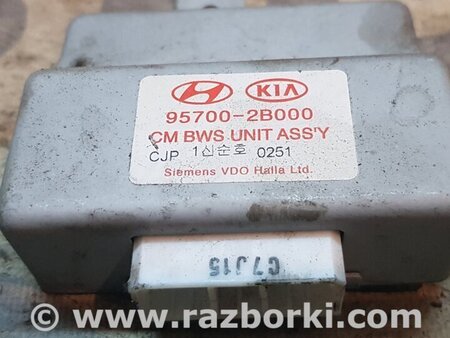 HYUNDAI KIA
95700-2B000
CM BWS UNIT ASS'Y
CJP 1신순호 0251
Siemens VDO Halla Ltd.
C7J15
www.razborki.com